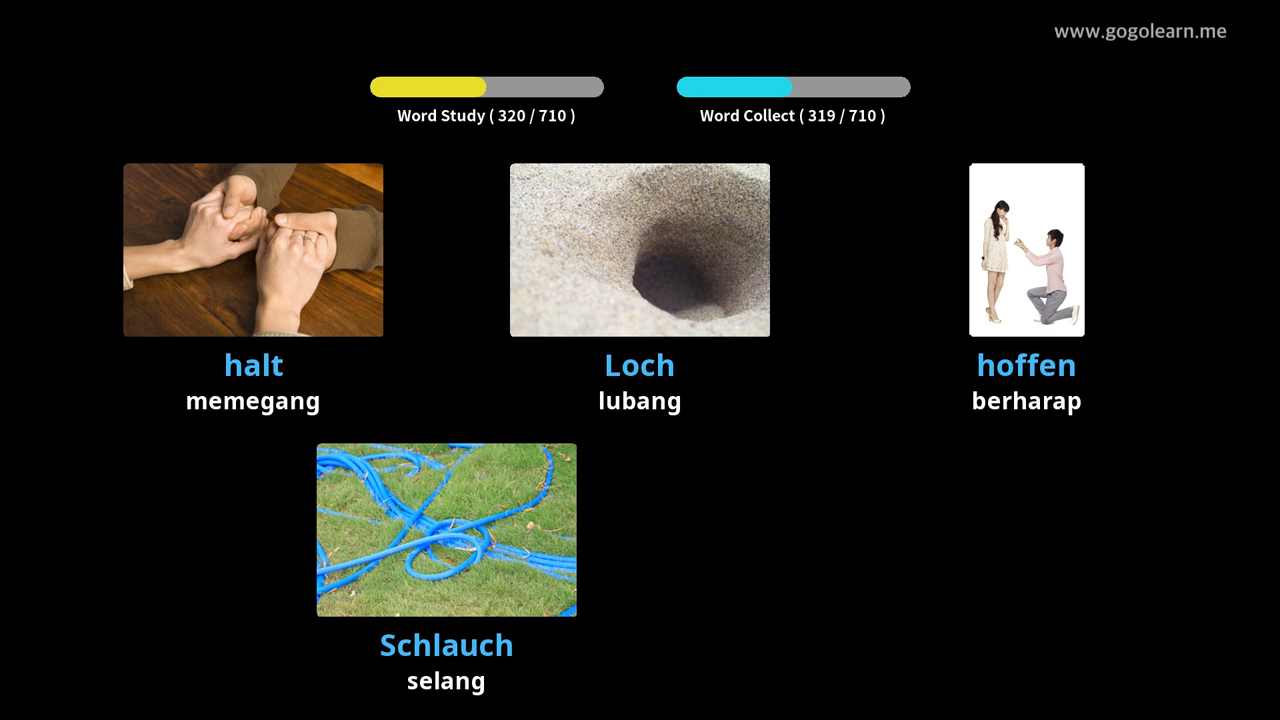 www.gogolearn.me
Word Study ( 320 / 710 )
Word Collect ( 319 / 710 )
halt
memegang
Loch
lubang
hoffen
berharap
Schlauch
selang